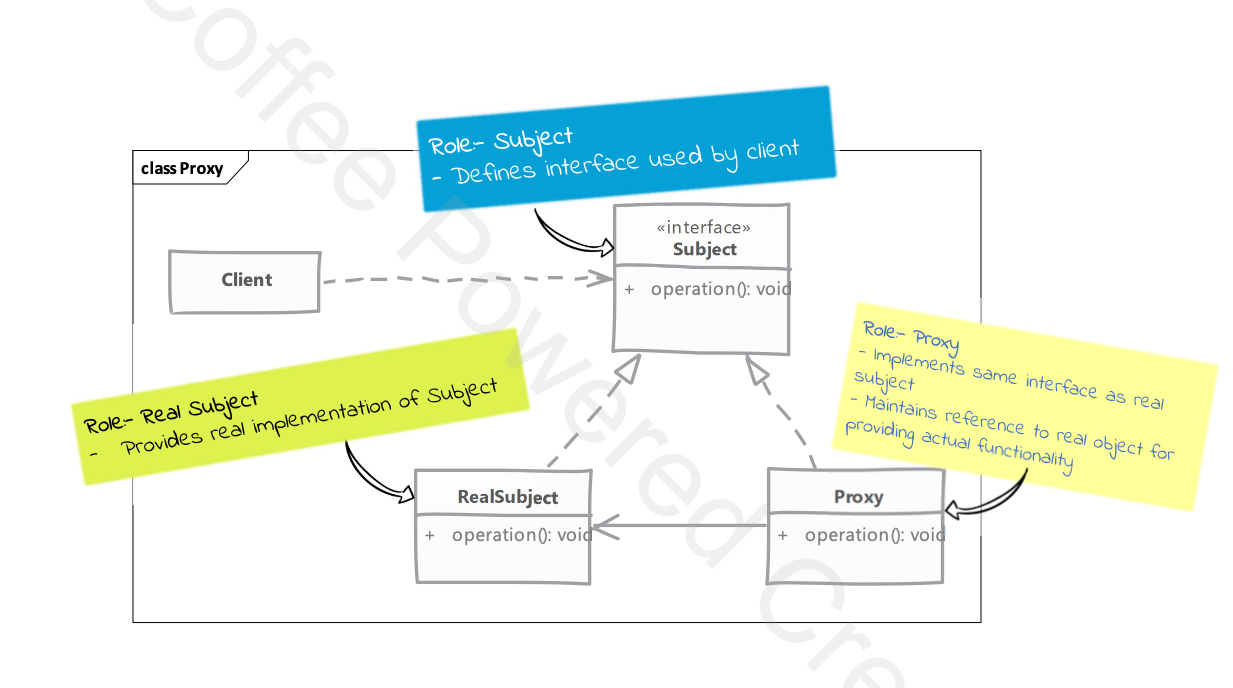 Role:- Subject
- Defines interface used by client
class Proxy
«interface»
Subject
+ operation(): void
Client
Role:- Proxy
- Implements same interface as real
subject
- Maintains reference to real object for
providing actual functionality
Role:- Real Subject
- Provides real implementation of Subject
RealSubject
+ operation(): void
Proxy
+ operation(): void
Coffee Powered Cre